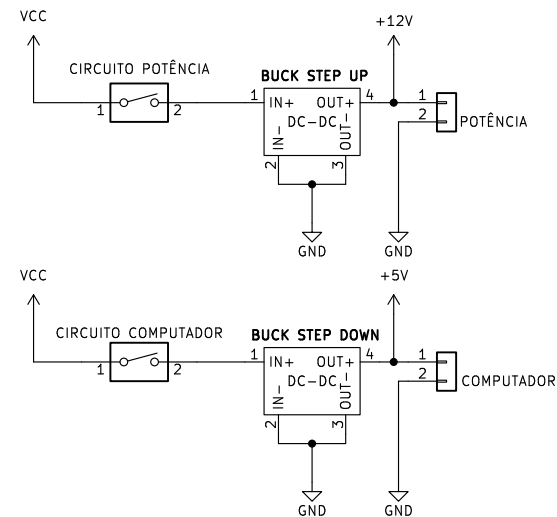 VCC
+12V
CIRCUITO POTÊNCIA
BUCK STEP UP
1 2
1 IN+ OUT+ 4
DC-DC
IN- OUT-
2 3
1
2
POTÊNCIA
GND
GND
VCC
+5V
CIRCUITO COMPUTADOR
BUCK STEP DOWN
1 2
1 IN+ OUT+ 4
DC-DC
IN- OUT-
2 3
1
2
COMPUTADOR
GND
GND